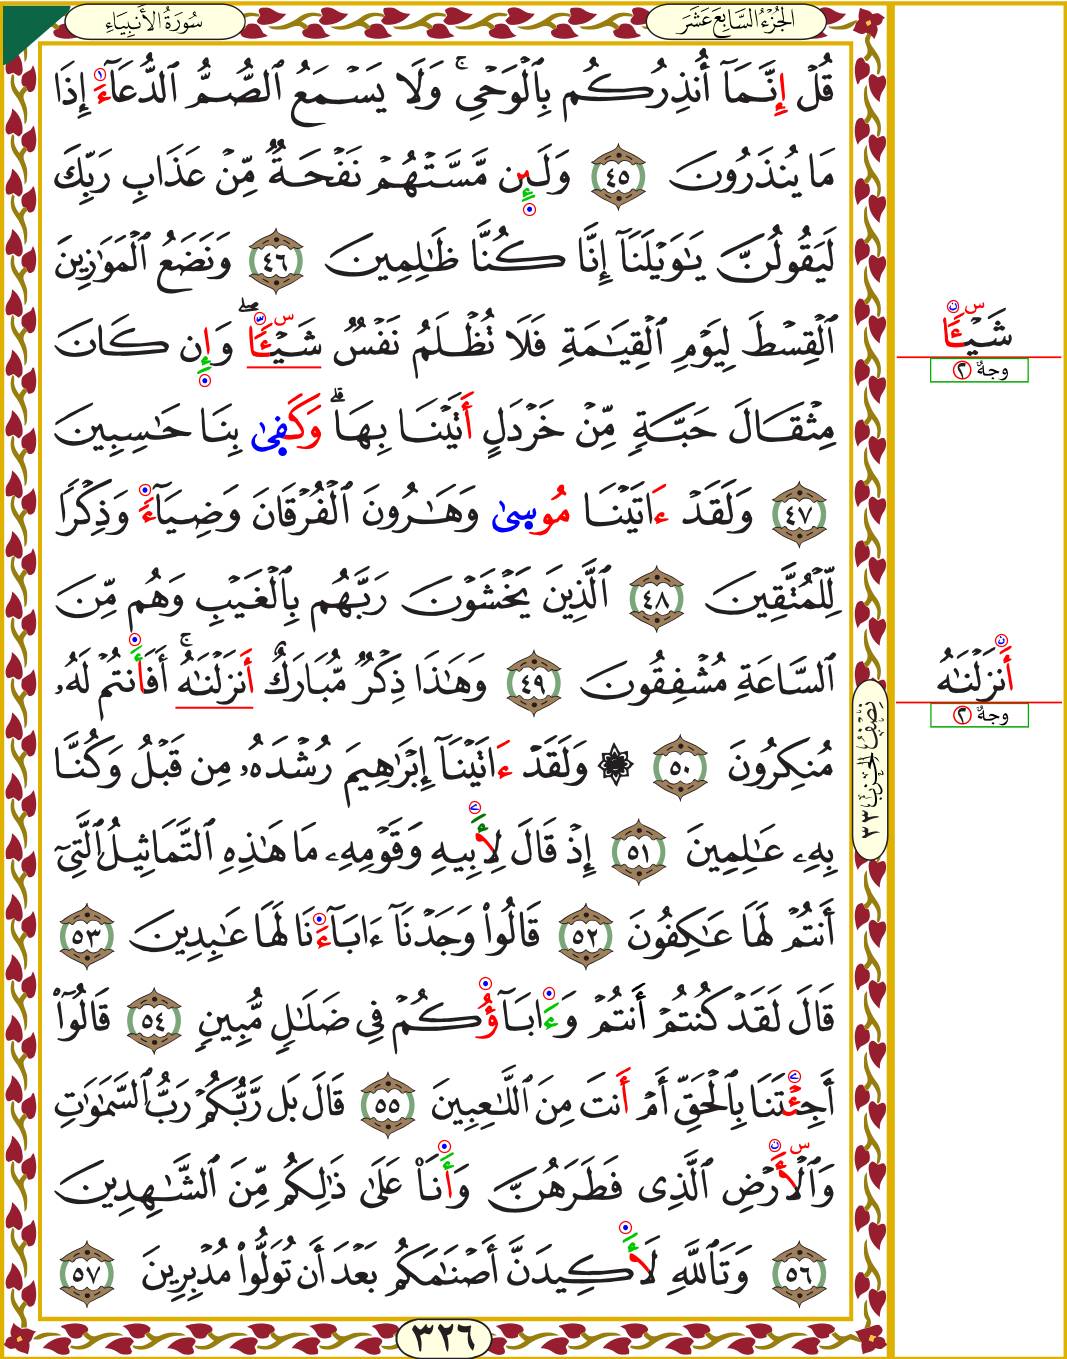 سُورَةُ الأَنبِيَاءِ
الجُزْءُ السَّابِعَ عَشَرَ
قُلْ إِنَّمَآ أُنذِرُكُم بِٱلْوَحْىِ ۚ وَلَا يَسْمَعُ ٱلصُّمُّ ٱلدُّعَآءَ إِذَا
مَا يُنذَرُونَ ٤٥ وَلَئِن مَّسَّتْهُمْ نَفْحَةٌ مِّنْ عَذَابِ رَبِّكَ
لَيَقُولُنَّ يَـٰوَيْلَنَآ إِنَّا كُنَّا ظَـٰلِمِينَ ٤٦ وَنَضَعُ ٱلْمَوَٰزِينَ
ٱلْقِسْطَ لِيَوْمِ ٱلْقِيَـٰمَةِ فَلَا تُظْلَمُ نَفْسٌ شَيْـًٔا ۖ وَإِن كَانَ
مِثْقَالَ حَبَّةٍ مِّنْ خَرْدَلٍ أَتَيْنَا بِهَا ۗ وَكَفَىٰ بِنَا حَـٰسِبِينَ
٤٧ وَلَقَدْ ءَاتَيْنَا مُوسَىٰ وَهَـٰرُونَ ٱلْفُرْقَانَ وَضِيَآءً وَذِكْرًا
لِّلْمُتَّقِينَ ٤٨ ٱلَّذِينَ يَخْشَوْنَ رَبَّهُم بِٱلْغَيْبِ وَهُم مِّنَ
ٱلسَّاعَةِ مُشْفِقُونَ ٤٩ وَهَـٰذَا ذِكْرٌ مُّبَارَكٌ أَنزَلْنَـٰهُ ۚ أَفَأَنتُمْ لَهُۥ
مُنكِرُونَ ٥٠ ۞ وَلَقَدْ ءَاتَيْنَآ إِبْرَٰهِيمَ رُشْدَهُۥ مِن قَبْلُ وَكُنَّا
بِهِۦ عَـٰلِمِينَ ٥١ إِذْ قَالَ لِأَبِيهِ وَقَوْمِهِۦ مَا هَـٰذِهِ ٱلتَّمَاثِيلُ ٱلَّتِىٓ
أَنتُمْ لَهَا عَـٰكِفُونَ ٥٢ قَالُوا۟ وَجَدْنَآ ءَابَآءَنَا لَهَا عَـٰبِدِينَ ٥٣
قَالَ لَقَدْ كُنتُمْ أَنتُمْ وَءَابَآؤُكُمْ فِى ضَلَـٰلٍ مُّبِينٍ ٥٤ قَالُوٓا۟
أَجِئْتَنَا بِٱلْحَقِّ أَمْ أَنتَ مِنَ ٱللَّـٰعِبِينَ ٥٥ قَالَ بَل رَّبُّكُمْ رَبُّ ٱلسَّمَـٰوَٰتِ
وَٱلْأَرْضِ ٱلَّذِى فَطَرَهُنَّ وَأَنَا۠ عَلَىٰ ذَٰلِكُم مِّنَ ٱلشَّـٰهِدِينَ
٥٦ وَتَٱللَّهِ لَأَكِيدَنَّ أَصْنَـٰمَكُم بَعْدَ أَن تُوَلُّوا۟ مُدْبِرِينَ ٥٧
شَيْـًٔا
وجهٌ ٢
أَنزَلْنَـٰهُ
وجهٌ ٢
نِصْفُ الحِزْبِ ٣٣
٣٢٦